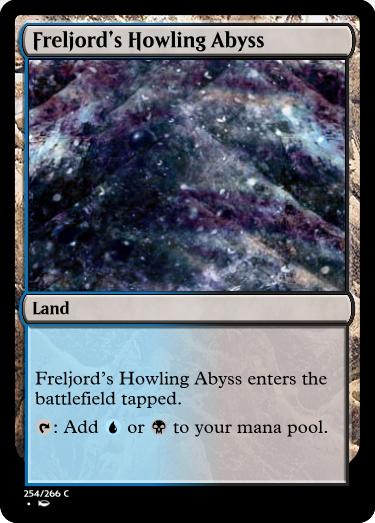 Freljord's Howling Abyss
Land
Freljord's Howling Abyss enters the
battlefield tapped.
: Add or to your mana pool.
254/266 C